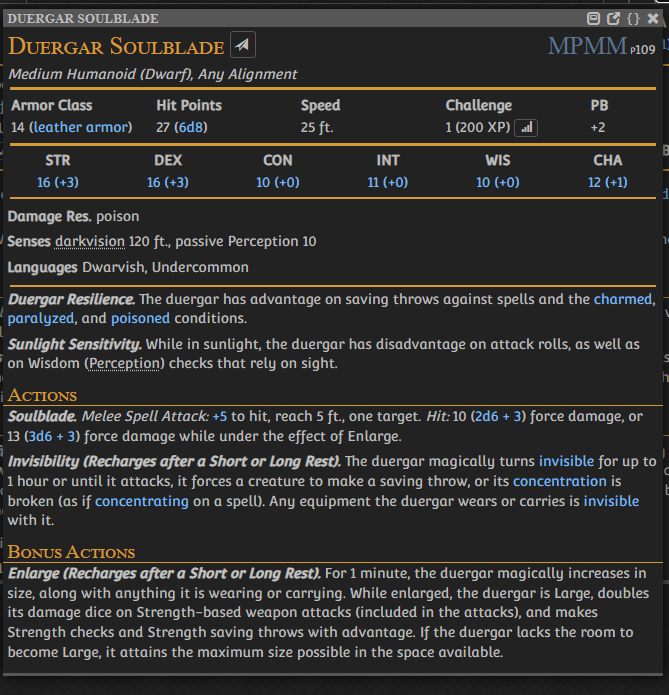 DUERGAR SOULBLADE
DUERGAR SOULBLADE MPMM P109
Medium Humanoid (Dwarf), Any Alignment
Armor Class Hit Points Speed Challenge PB
14 (leather armor) 27 (6d8) 25 ft. 1 (200 XP) +2
STR DEX CON INT WIS CHA
16 (+3) 16 (+3) 10 (+0) 11 (+0) 10 (+0) 12 (+1)
Damage Res. poison
Senses darkvision 120 ft., passive Perception 10
Languages Dwarvish, Undercommon
Duergar Resilience. The duergar has advantage on saving throws against spells and the charmed,
paralyzed, and poisoned conditions.
Sunlight Sensitivity. While in sunlight, the duergar has disadvantage on attack rolls, as well as
on Wisdom (Perception) checks that rely on sight.
ACTIONS
Soulblade. Melee Spell Attack: +5 to hit, reach 5 ft., one target. Hit: 10 (2d6 + 3) force damage, or
13 (3d6 + 3) force damage while under the effect of Enlarge.
Invisibility (Recharges after a Short or Long Rest). The duergar magically turns invisible for up to
1 hour or until it attacks, it forces a creature to make a saving throw, or its concentration is
broken (as if concentrating on a spell). Any equipment the duergar wears or carries is invisible
with it.
BONUS ACTIONS
Enlarge (Recharges after a Short or Long Rest). For 1 minute, the duergar magically increases in
size, along with anything it is wearing or carrying. While enlarged, the duergar is Large, doubles
its damage dice on Strength-based weapon attacks (included in the attacks), and makes
Strength checks and Strength saving throws with advantage. If the duergar lacks the room to
become Large, it attains the maximum size possible in the space available.